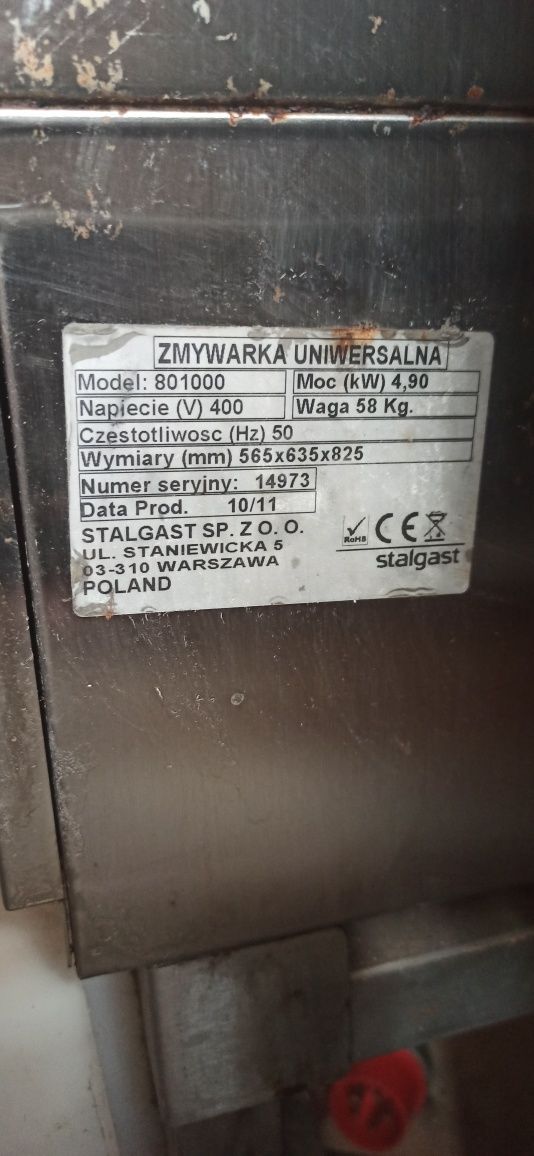 ZMYWARKA UNIWERSALNA
Model: 801000 Moc (kW) 4,90
Napiecie (V) 400 Waga 58 Kg.
Czestotliwosc (Hz) 50
Wymiary (mm) 565x635x825
Numer seryjny: 14973
Data Prod. 10/11
STALGAST SP. Z O. O.
UL. STANIEWICKA 5
03-310 WARSZAWA
POLAND
RoHS CE
stalgast